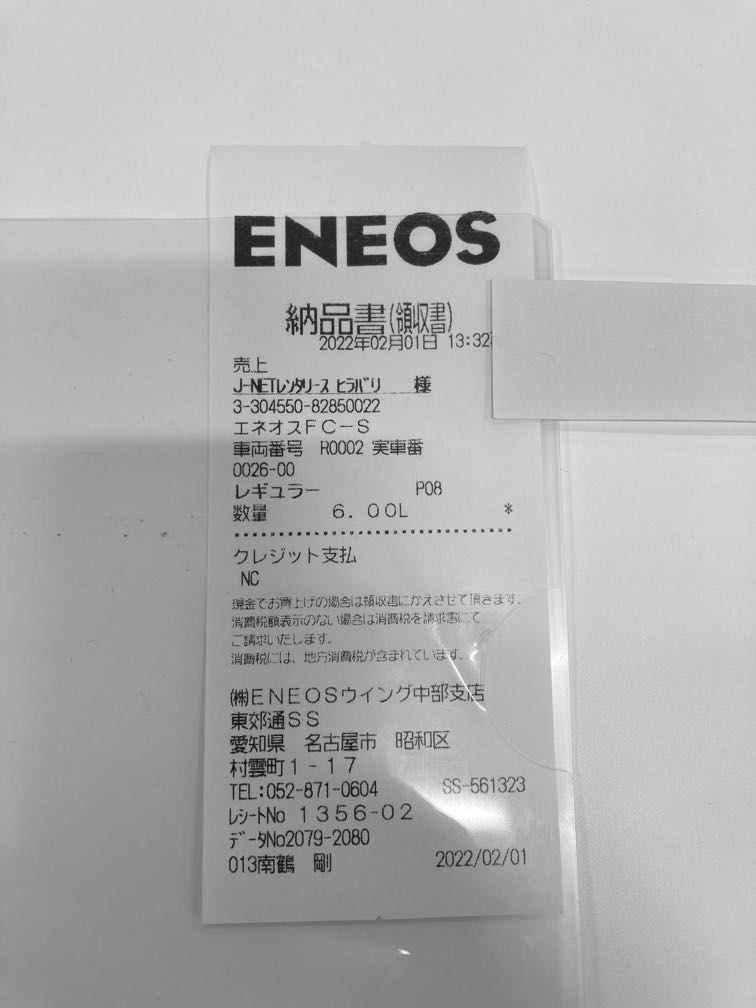 ENEOS
納品書(領収書)
2022年02月01日 13:32
売上
J-NETレンタリース ヒラバリ 様
3-304550-82850022
エネオスFC-S
車両番号 R0002 実車番
0026-00
レギュラー P08
数量 6.00L *
クレジット支払
NC
現金でお買上げの場合は領収書にかえさせて頂きます。
消費税額表示のない場合は消費税を請求書にて
ご請求いたします。
消費税には、地方消費税が含まれています。
(株)ENEOSウイング中部支店
東郊通SS
愛知県 名古屋市 昭和区
村雲町1-17
TEL:052-871-0604 SS-561323
レシートNo 1356-02
データNo2079-2080
013南鶴 剛 2022/02/01